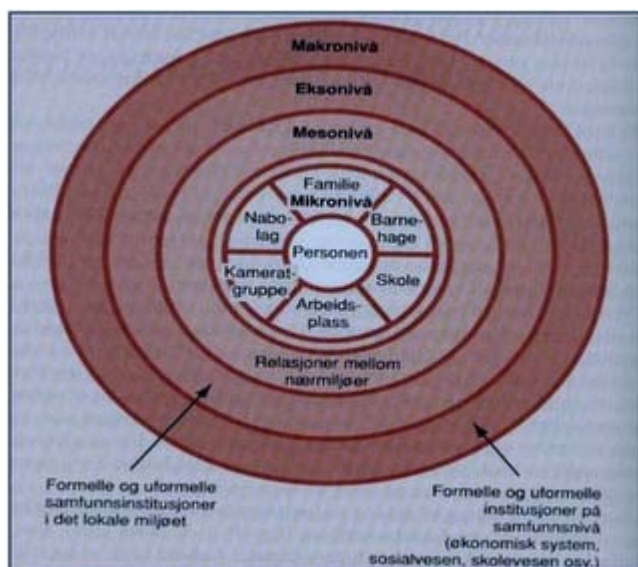 Makronivå
Eksonivå
Mesonivå
Familie
Mikronivå
Nabo-
lag
Barne-
hage
Personen
Kamerat-
gruppe
Skole
Arbeids-
plass
Relasjoner mellom
nærmiljøer
Formelle og uformelle
samfunnsinstitusjoner
i det lokale miljøet
Formelle og uformelle
institusjoner på
samfunnsnivå
(økonomisk system,
sosialvesen, skolevesen osv.)